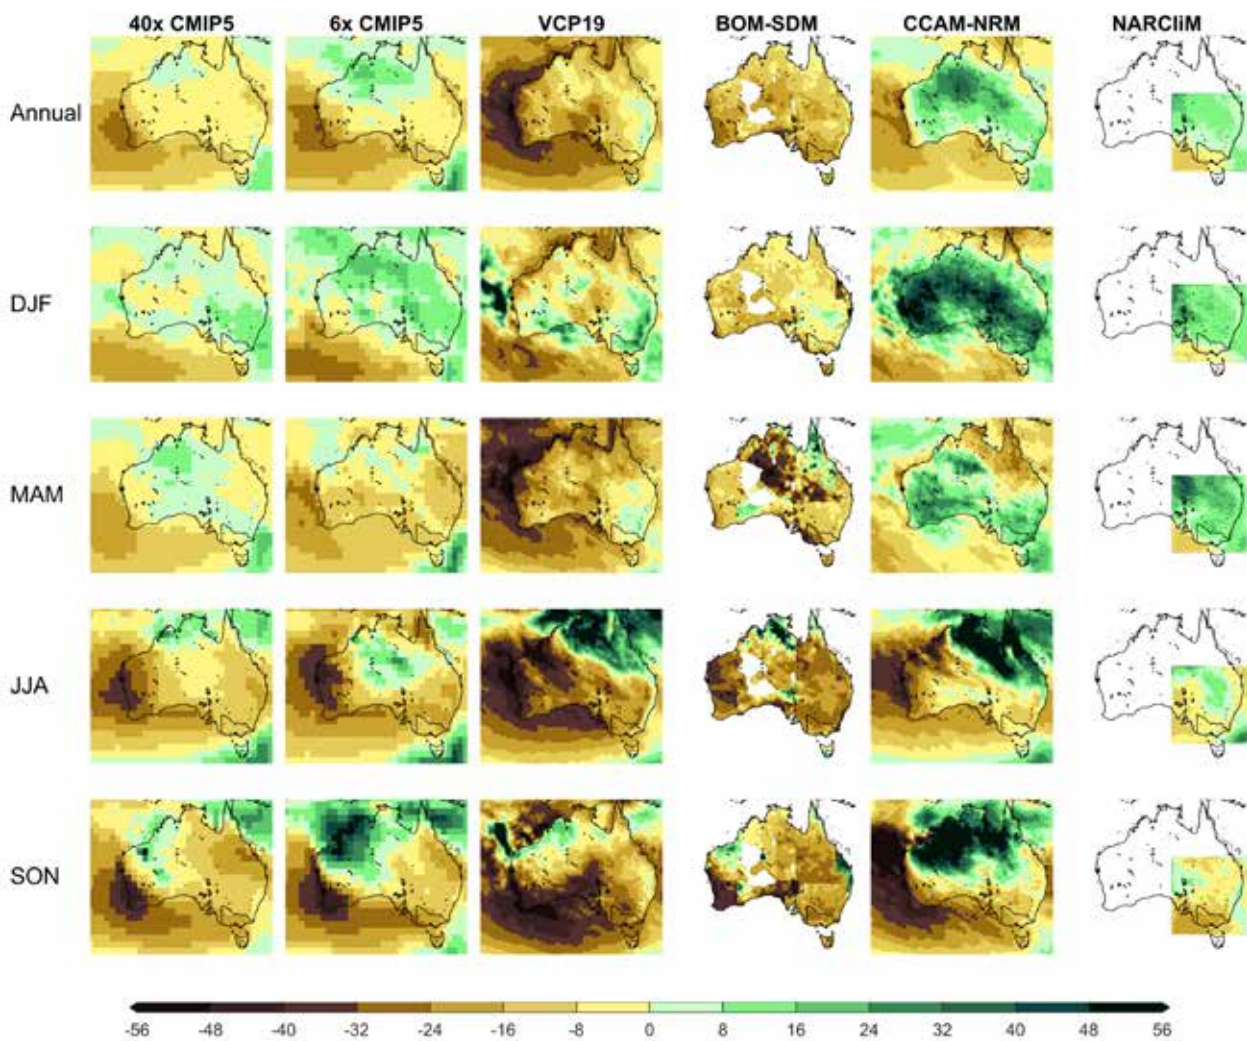 40x CMIP5 6x CMIP5 VCP19 BOM-SDM CCAM-NRM NARCliM
Annual
DJF
MAM
JJA
SON
-56 -48 -40 -32 -24 -16 -8 0 8 16 24 32 40 48 56